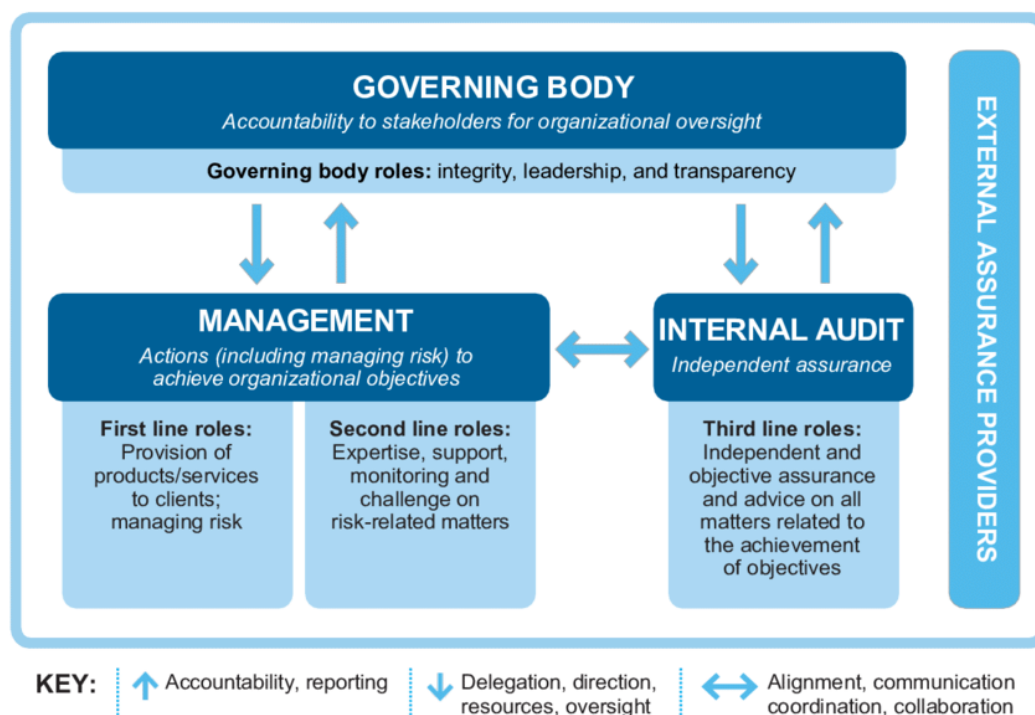 GOVERNING BODY
Accountability to stakeholders for organizational oversight
Governing body roles: integrity, leadership, and transparency
MANAGEMENT
Actions (including managing risk) to
achieve organizational objectives
First line roles:
Provision of
products/services
to clients;
managing risk
Second line roles:
Expertise, support,
monitoring and
challenge on
risk-related matters
INTERNAL AUDIT
Independent assurance
Third line roles:
Independent and
objective assurance
and advice on all
matters related to
the achievement
of objectives
EXTERNAL ASSURANCE PROVIDERS
KEY:
Accountability, reporting
Delegation, direction,
resources, oversight
Alignment, communication
coordination, collaboration